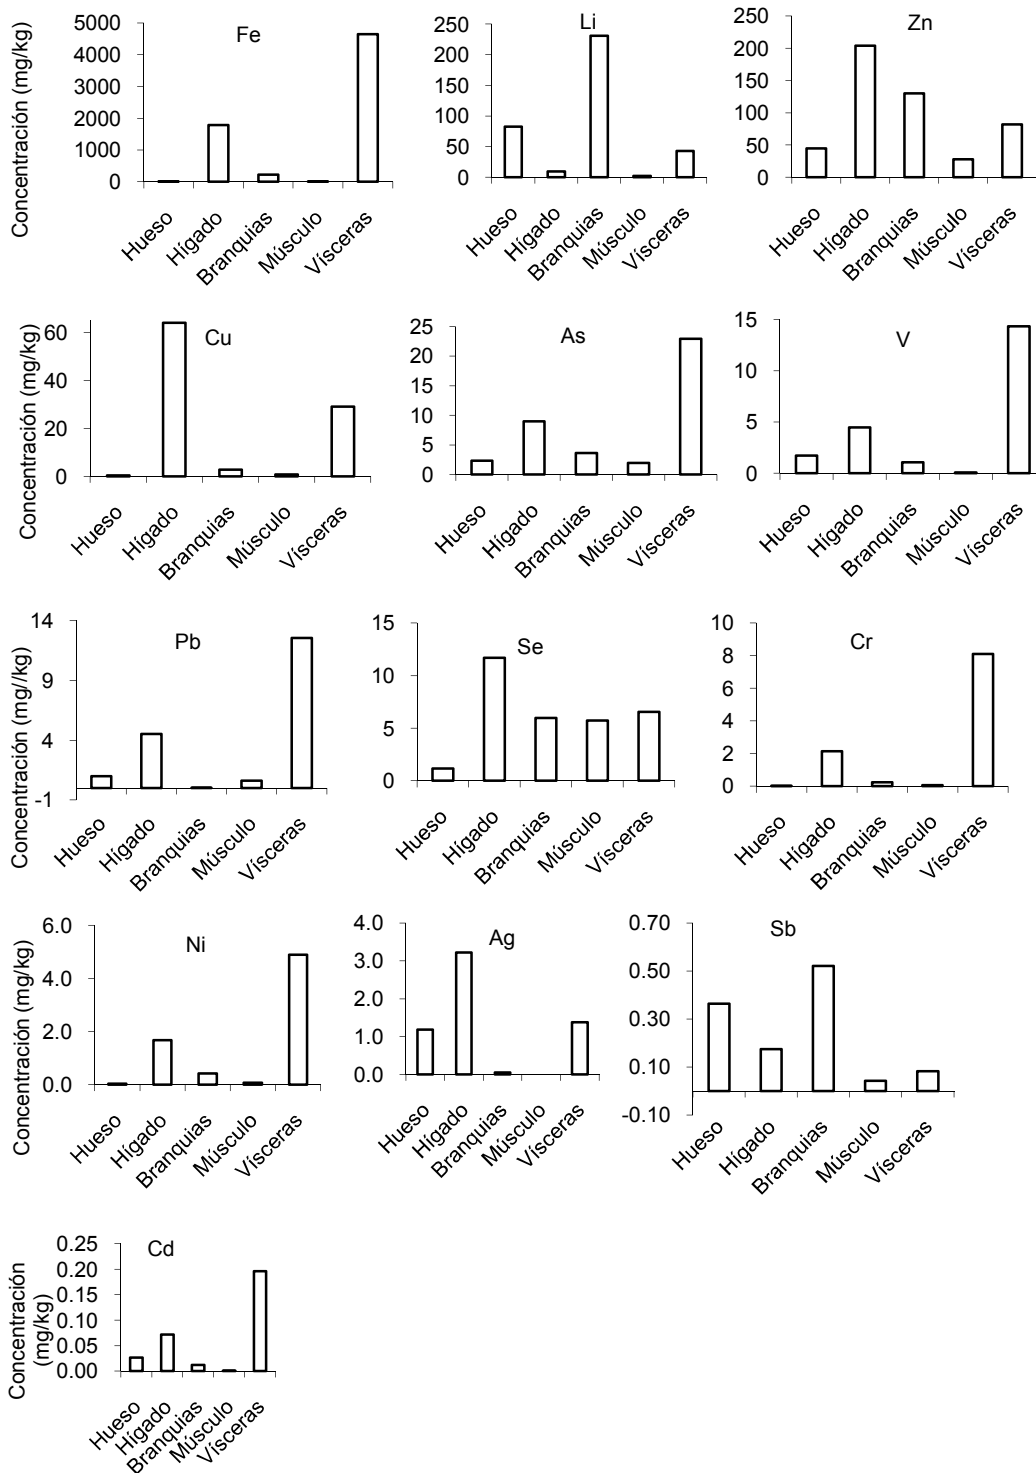 Concentración (mg/kg)
Fe
5000
4000
3000
2000
1000
0
Hueso
Hígado
Branquias
Músculo
Vísceras
Li
250
200
150
100
50
0
Hueso
Hígado
Branquias
Músculo
Vísceras
Zn
250
200
150
100
50
0
Hueso
Hígado
Branquias
Músculo
Vísceras
Concentración (mg/kg)
Cu
60
40
20
0
Hueso
Hígado
Branquias
Músculo
Vísceras
As
25
20
15
10
5
0
Hueso
Hígado
Branquias
Músculo
Vísceras
V
15
10
5
0
Hueso
Hígado
Branquias
Músculo
Vísceras
Concentración (mg//kg)
Pb
14
9
4
-1
Hueso
Hígado
Branquias
Músculo
Vísceras
Se
15
10
5
0
Hueso
Hígado
Branquias
Músculo
Vísceras
Cr
10
8
6
4
2
0
Hueso
Hígado
Branquias
Músculo
Vísceras
Concentración (mg/kg)
Ni
6.0
4.0
2.0
0.0
Hueso
Hígado
Branquias
Músculo
Vísceras
Ag
4.0
3.0
2.0
1.0
0.0
Hueso
Hígado
Branquias
Músculo
Vísceras
Sb
0.70
0.50
0.30
0.10
-0.10
Hueso
Hígado
Branquias
Músculo
Vísceras
Concentración
(mg/kg)
Cd
0.25
0.20
0.15
0.10
0.05
0.00
Hueso
Hígado
Branquias
Músculo
Vísceras